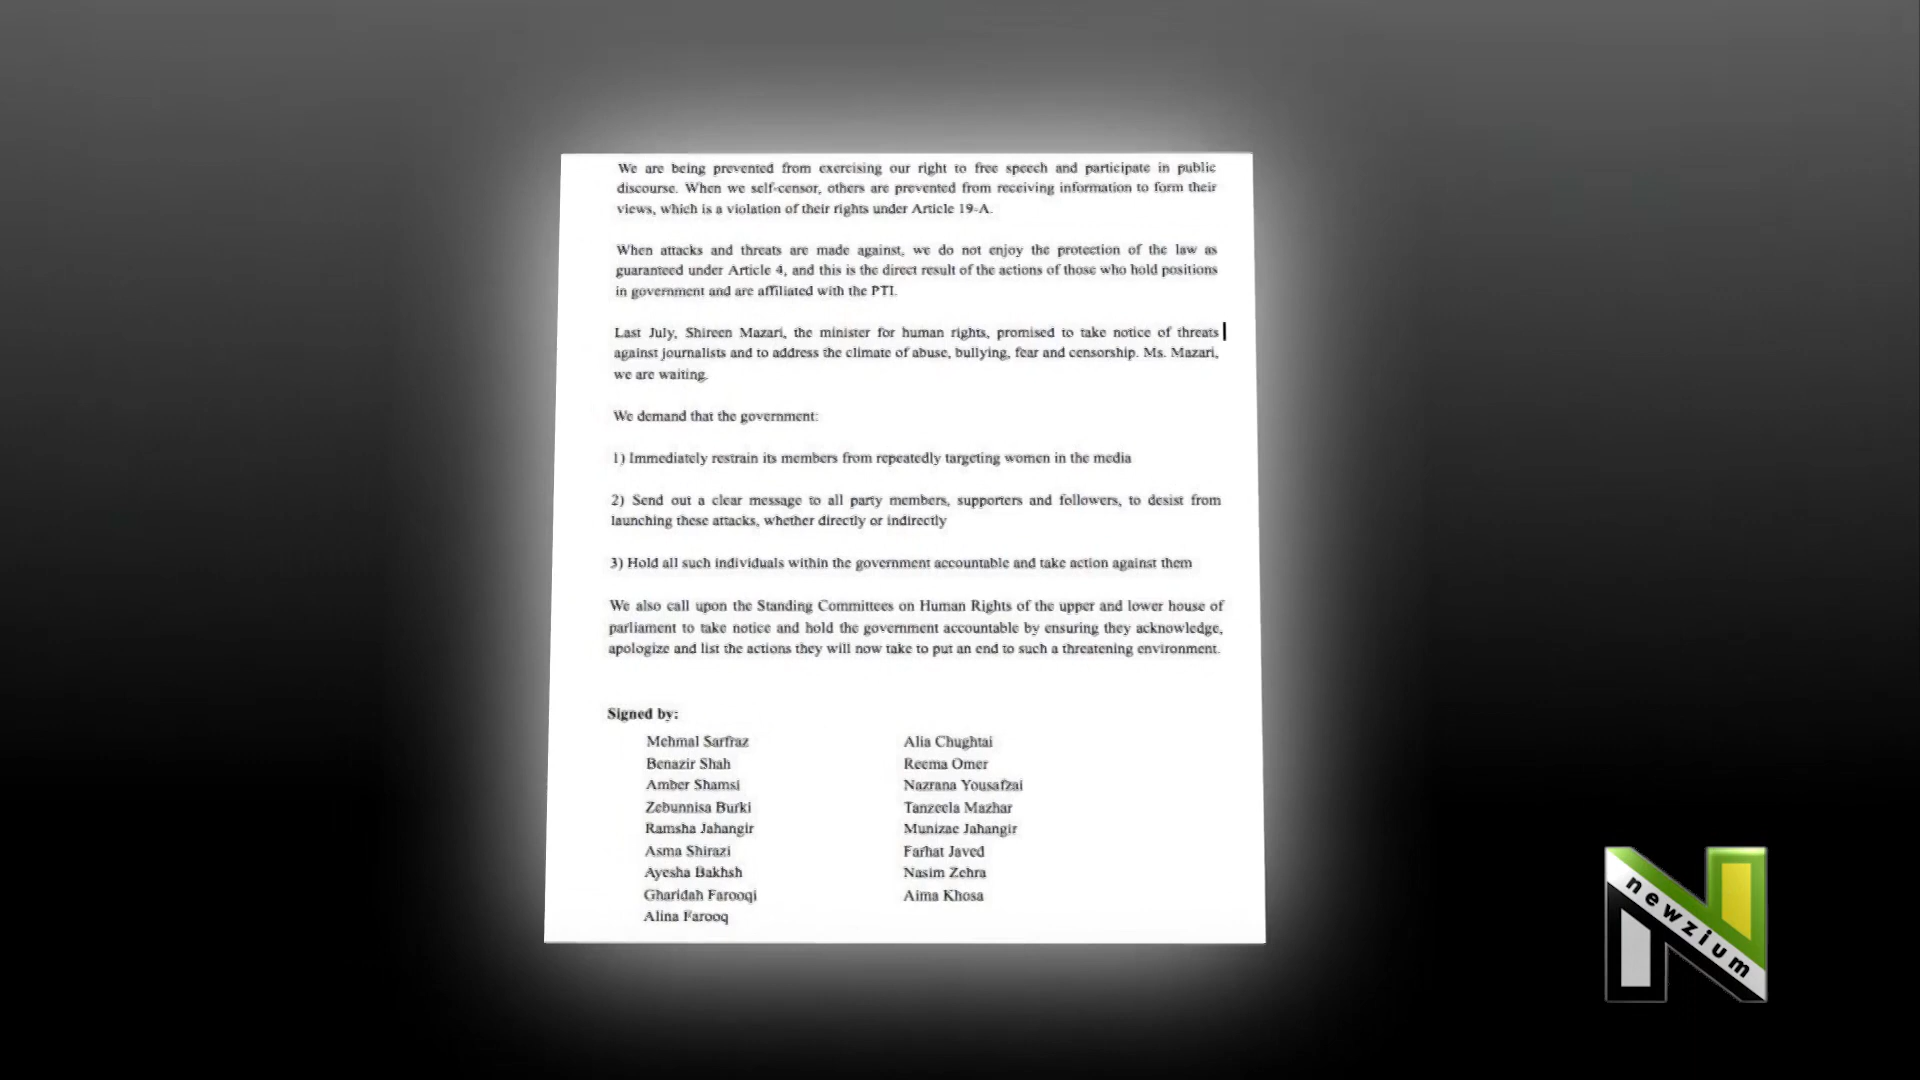 We are being prevented from exercising our right to free speech and participate in public
discourse. When we self-censor, others are prevented from receiving information to form their
views, which is a violation of their rights under Article 19-A.
When attacks and threats are made against, we do not enjoy the protection of the law as
guaranteed under Article 4, and this is the direct result of the actions of those who hold positions
in government and are affiliated with the PTI.
Last July, Shireen Mazari, the minister for human rights, promised to take notice of threats
against journalists and to address the climate of abuse, bullying, fear and censorship. Ms. Mazari,
we are waiting.
We demand that the government:
1) Immediately restrain its members from repeatedly targeting women in the media
2) Send out a clear message to all party members, supporters and followers, to desist from
launching these attacks, whether directly or indirectly
3) Hold all such individuals within the government accountable and take action against them
We also call upon the Standing Committees on Human Rights of the upper and lower house of
parliament to take notice and hold the government accountable by ensuring they acknowledge,
apologize and list the actions they will now take to put an end to such a threatening environment.
Signed by:
Mehmal Sarfraz
Benazir Shah
Amber Shamsi
Zebunnisa Burki
Ramsha Jahangir
Asma Shirazi
Ayesha Bakhsh
Gharidah Farooqi
Alina Farooq
Alia Chughtai
Reema Omer
Nazrana Yousafzai
Tanzeela Mazhar
Munizae Jahangir
Farhat Javed
Nasim Zehra
Aima Khosa
newzium